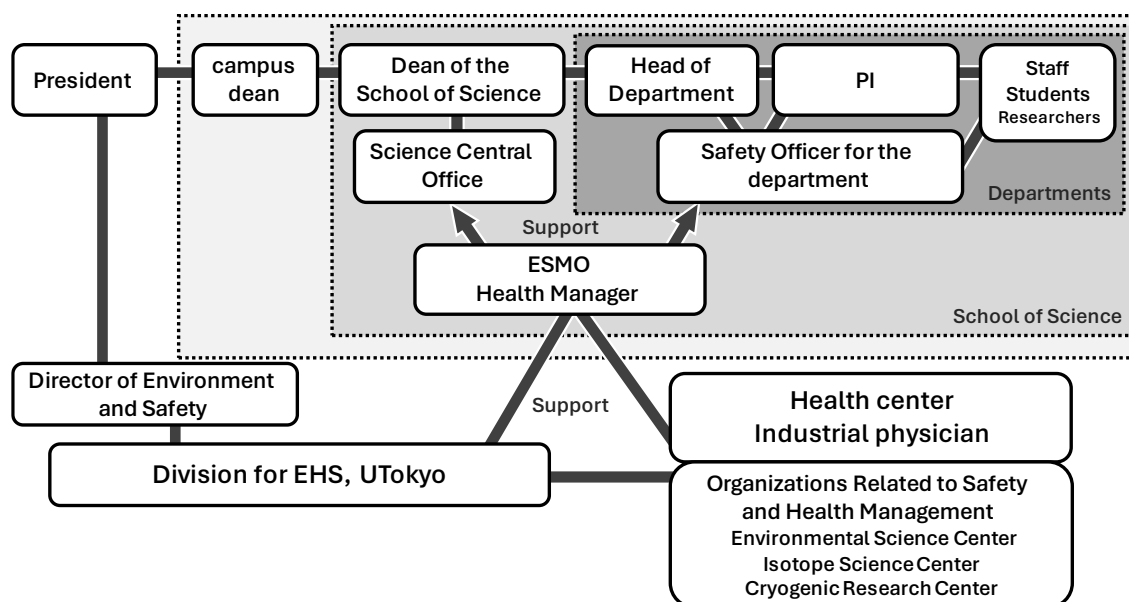 President
campus
dean
Dean of the
School of Science
Head of
Department
PI
Staff
Students
Researchers
Science Central
Office
Safety Officer for the
department
Departments
Support
ESMO
Health Manager
School of Science
Director of Environment
and Safety
Support
Health center
Industrial physician
Division for EHS, UTokyo
Organizations Related to Safety
and Health Management
Environmental Science Center
Isotope Science Center
Cryogenic Research Center